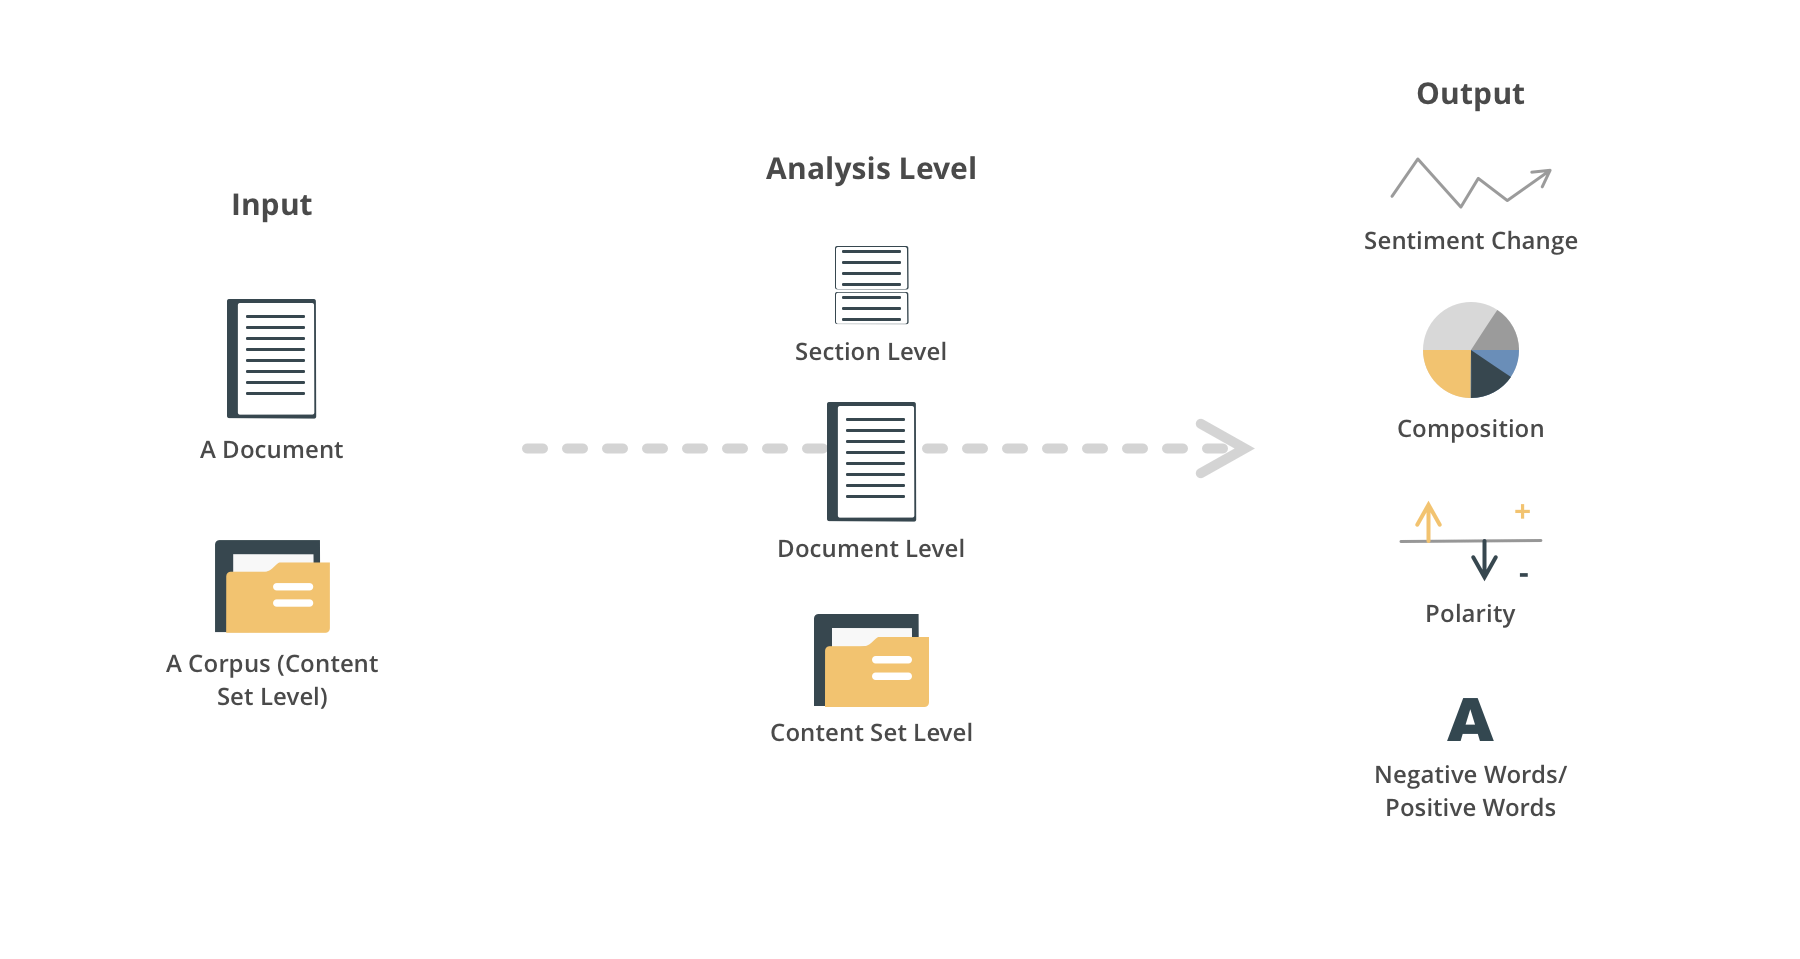 Input
A Document
A Corpus (Content
Set Level)
Analysis Level
Section Level
Document Level
Content Set Level
Output
Sentiment Change
Composition
+
-
Polarity
A
Negative Words/
Positive Words